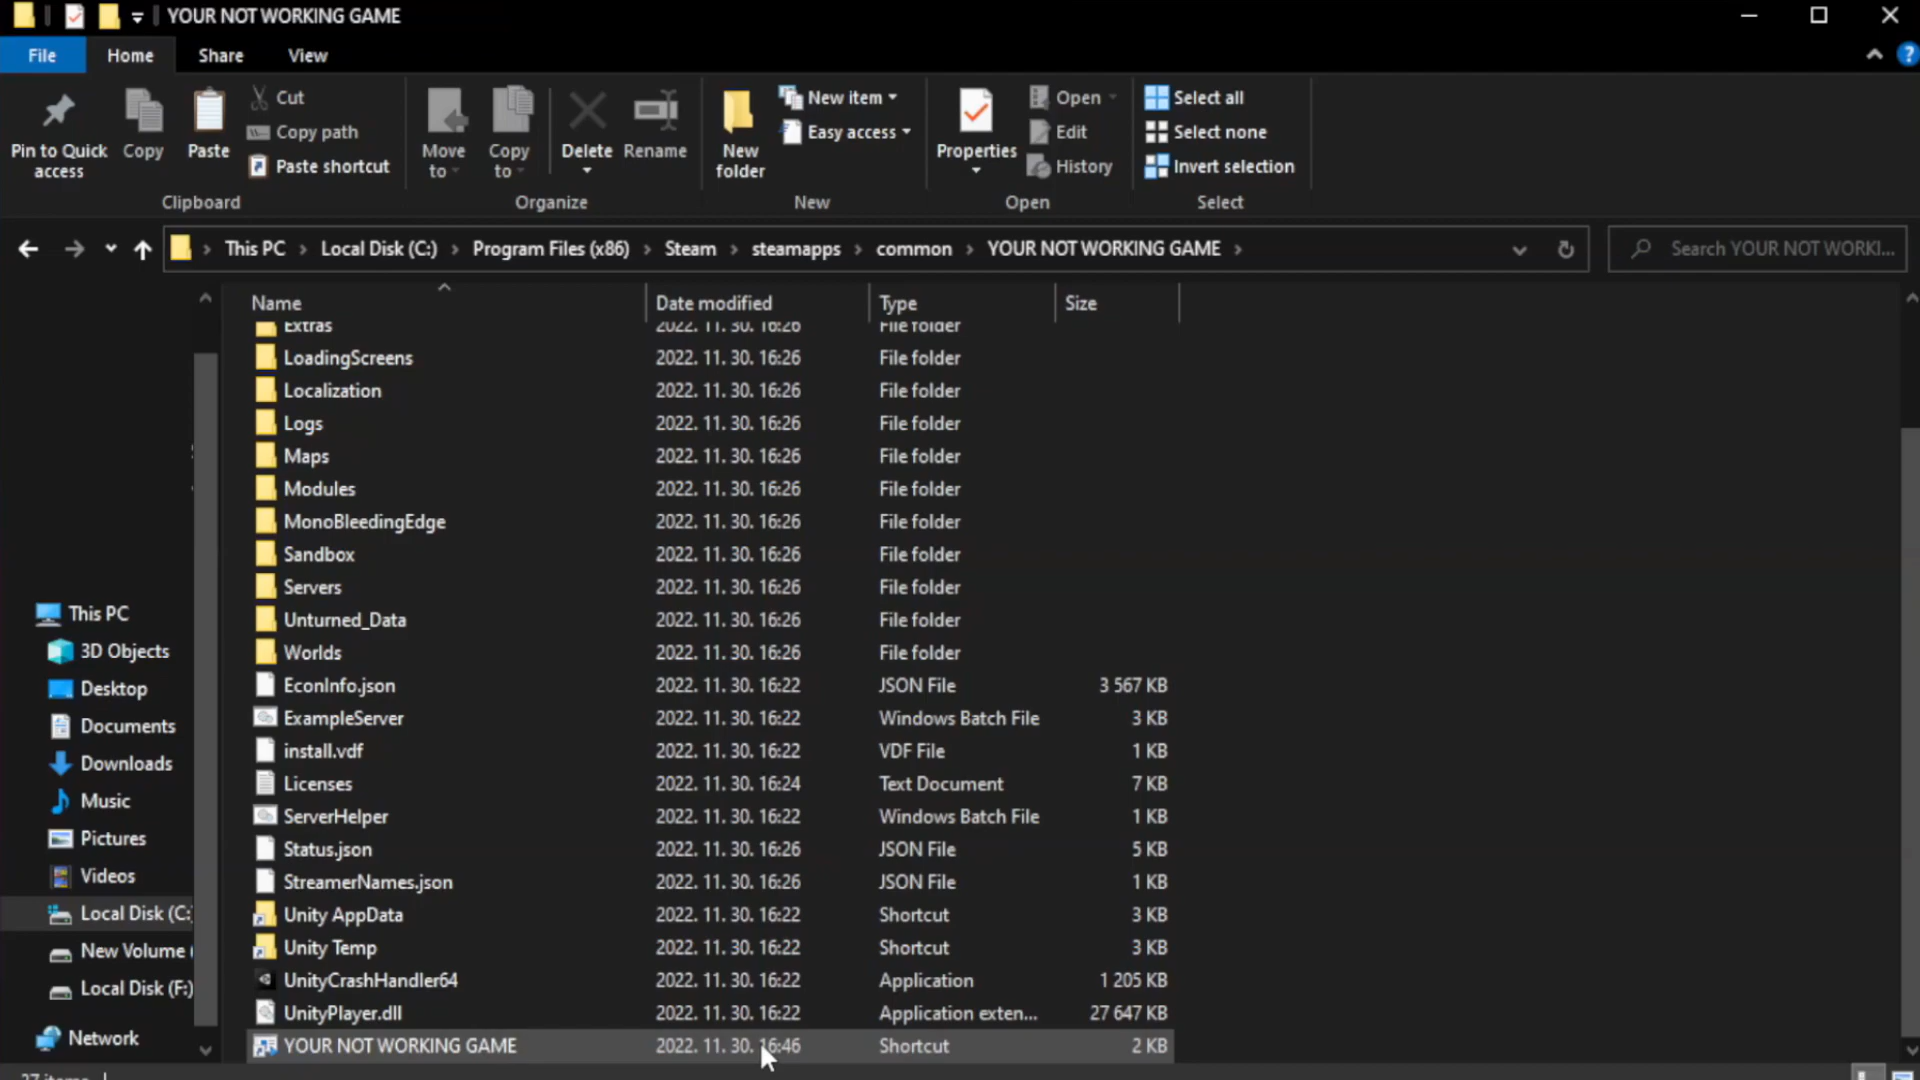 YOUR NOT WORKING GAME
File Home Share View
Pin to Quick access
Copy
Paste
Cut
Copy path
Paste shortcut
Clipboard
Move to
Copy to
Delete
Rename
Organize
New folder
New item
Easy access
New
Properties
Open
Edit
History
Open
Select all
Select none
Invert selection
Select
This PC Local Disk (C:) Program Files (x86) Steam steamapps common YOUR NOT WORKING GAME
Search YOUR NOT WORKI...
This PC
3D Objects
Desktop
Documents
Downloads
Music
Pictures
Videos
Local Disk (C:)
New Volume (
Local Disk (F:)
Network
Name Date modified Type Size
Extras 2022. 11. 30. 16:26 File folder
LoadingScreens 2022. 11. 30. 16:26 File folder
Localization 2022. 11. 30. 16:26 File folder
Logs 2022. 11. 30. 16:26 File folder
Maps 2022. 11. 30. 16:26 File folder
Modules 2022. 11. 30. 16:26 File folder
MonoBleedingEdge 2022. 11. 30. 16:26 File folder
Sandbox 2022. 11. 30. 16:26 File folder
Servers 2022. 11. 30. 16:26 File folder
Unturned_Data 2022. 11. 30. 16:26 File folder
Worlds 2022. 11. 30. 16:26 File folder
EconInfo.json 2022. 11. 30. 16:22 JSON File 3 567 KB
ExampleServer 2022. 11. 30. 16:22 Windows Batch File 3 KB
install.vdf 2022. 11. 30. 16:22 VDF File 1 KB
Licenses 2022. 11. 30. 16:24 Text Document 7 KB
ServerHelper 2022. 11. 30. 16:22 Windows Batch File 1 KB
Status.json 2022. 11. 30. 16:26 JSON File 5 KB
StreamerNames.json 2022. 11. 30. 16:26 JSON File 1 KB
Unity AppData 2022. 11. 30. 16:22 Shortcut 3 KB
Unity Temp 2022. 11. 30. 16:22 Shortcut 3 KB
UnityCrashHandler64 2022. 11. 30. 16:22 Application 1 205 KB
UnityPlayer.dll 2022. 11. 30. 16:22 Application exten... 27 647 KB
YOUR NOT WORKING GAME 2022. 11. 30. 16:46 Shortcut 2 KB